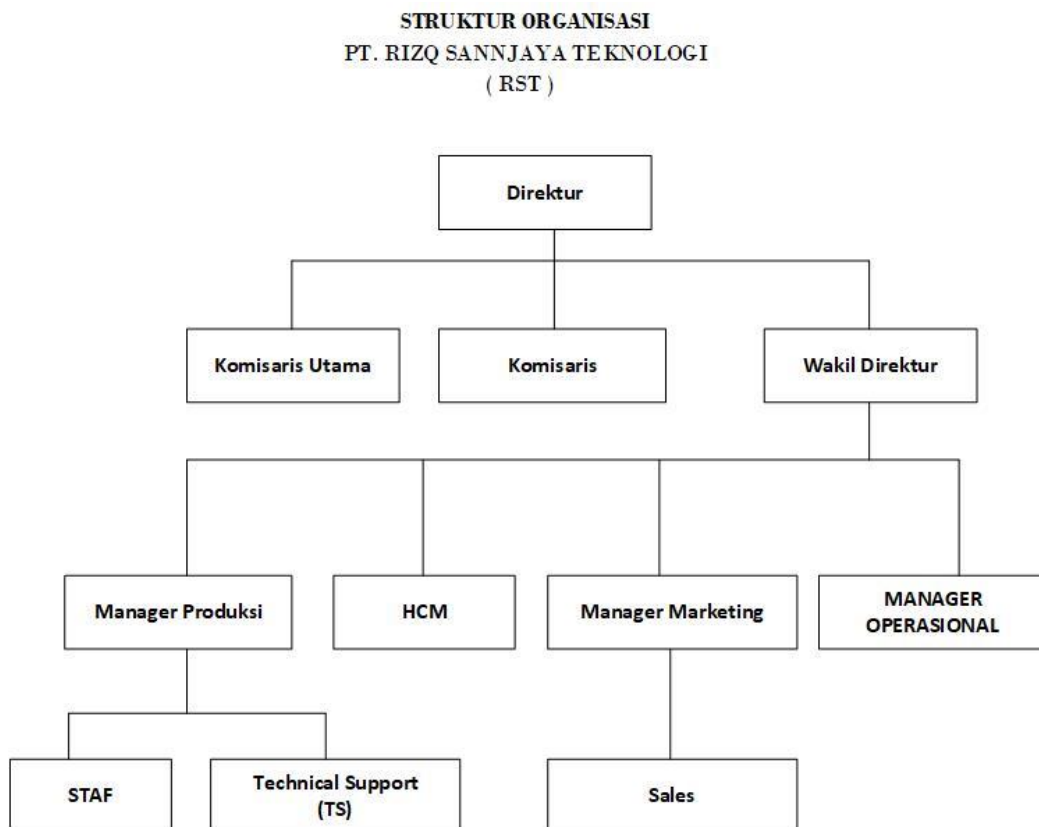 STRUKTUR ORGANISASI
PT. RIZQ SANNJAYA TEKNOLOGI
( RST )
Direktur
Komisaris Utama
Komisaris
Wakil Direktur
Manager Produksi
HCM
Manager Marketing
MANAGER
OPERASIONAL
STAF
Technical Support
(TS)
Sales